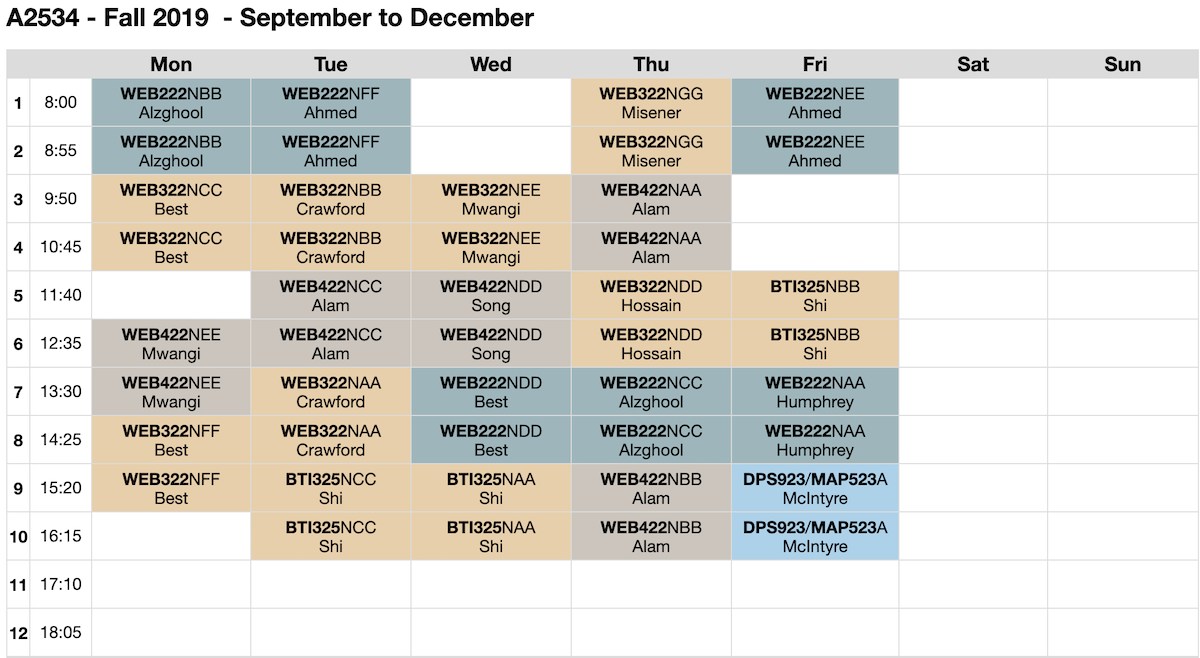 A2534 - Fall 2019 - September to December
Mon Tue Wed Thu Fri Sat Sun
1 8:00 WEB222NBB WEB222NFF WEB322NGG WEB222NEE
Alzghool Ahmed Misener Ahmed
2 8:55 WEB222NBB WEB222NFF WEB322NGG WEB222NEE
Alzghool Ahmed Misener Ahmed
3 9:50 WEB322NCC WEB322NBB WEB322NEE WEB422NAA
Best Crawford Mwangi Alam
4 10:45 WEB322NCC WEB322NBB WEB322NEE WEB422NAA
Best Crawford Mwangi Alam
5 11:40 WEB422NCC WEB422NDD WEB322NDD BTI325NBB
Alam Song Hossain Shi
6 12:35 WEB422NEE WEB422NCC WEB422NDD WEB322NDD BTI325NBB
Mwangi Alam Song Hossain Shi
7 13:30 WEB422NEE WEB322NAA WEB222NDD WEB222NCC WEB222NAA
Mwangi Crawford Best Alzghool Humphrey
8 14:25 WEB322NFF WEB322NAA WEB222NDD WEB222NCC WEB222NAA
Best Crawford Best Alzghool Humphrey
9 15:20 WEB322NFF BTI325NCC BTI325NAA WEB422NBB DPS923/MAP523A
Best Shi Shi Alam McIntyre
10 16:15 BTI325NCC BTI325NAA WEB422NBB DPS923/MAP523A
Shi Shi Alam McIntyre
11 17:10
12 18:05